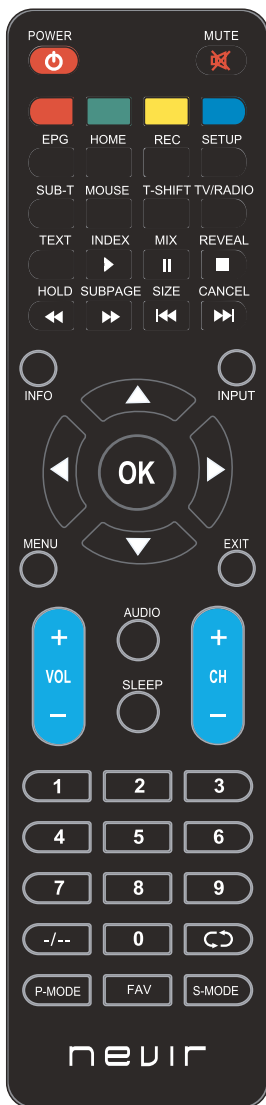 POWER MUTE
EPG HOME REC SETUP
SUB-T MOUSE T-SHIFT TV/RADIO
TEXT INDEX MIX REVEAL
HOLD SUBPAGE SIZE CANCEL
INFO INPUT
OK
MENU EXIT
+ AUDIO +
VOL CH
SLEEP
- -
1 2 3
4 5 6
7 8 9
-/-- 0
P-MODE FAV S-MODE
nevir